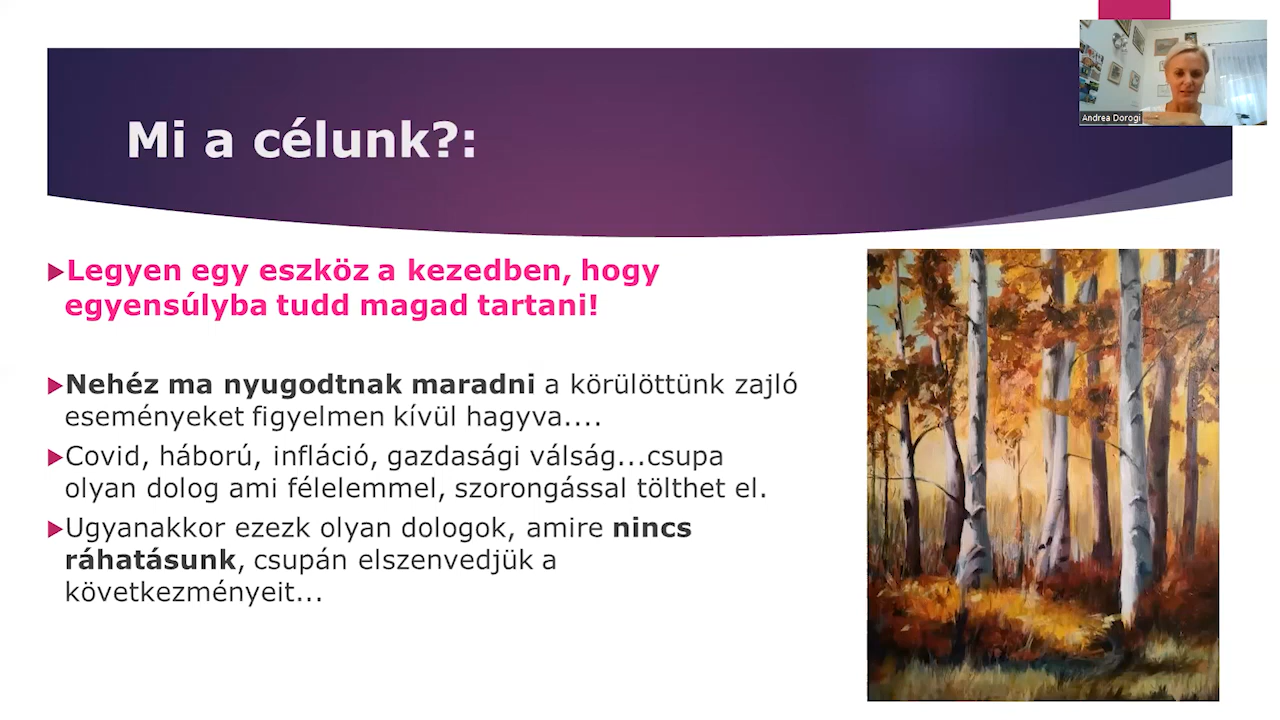 Mi a célunk?:
Andrea Dorogi
Legyen egy eszköz a kezedben, hogy
egyensúlyba tudd magad tartani!
Nehéz ma nyugodtnak maradni a körülöttünk zajló
eseményeket figyelmen kívül hagyva....
Covid, háború, infláció, gazdasági válság...csupa
olyan dolog ami félelemmel, szorongással tölthet el.
Ugyanakkor ezezk olyan dologok, amire nincs
ráhatásunk, csupán elszenvedjük a
következményeit...